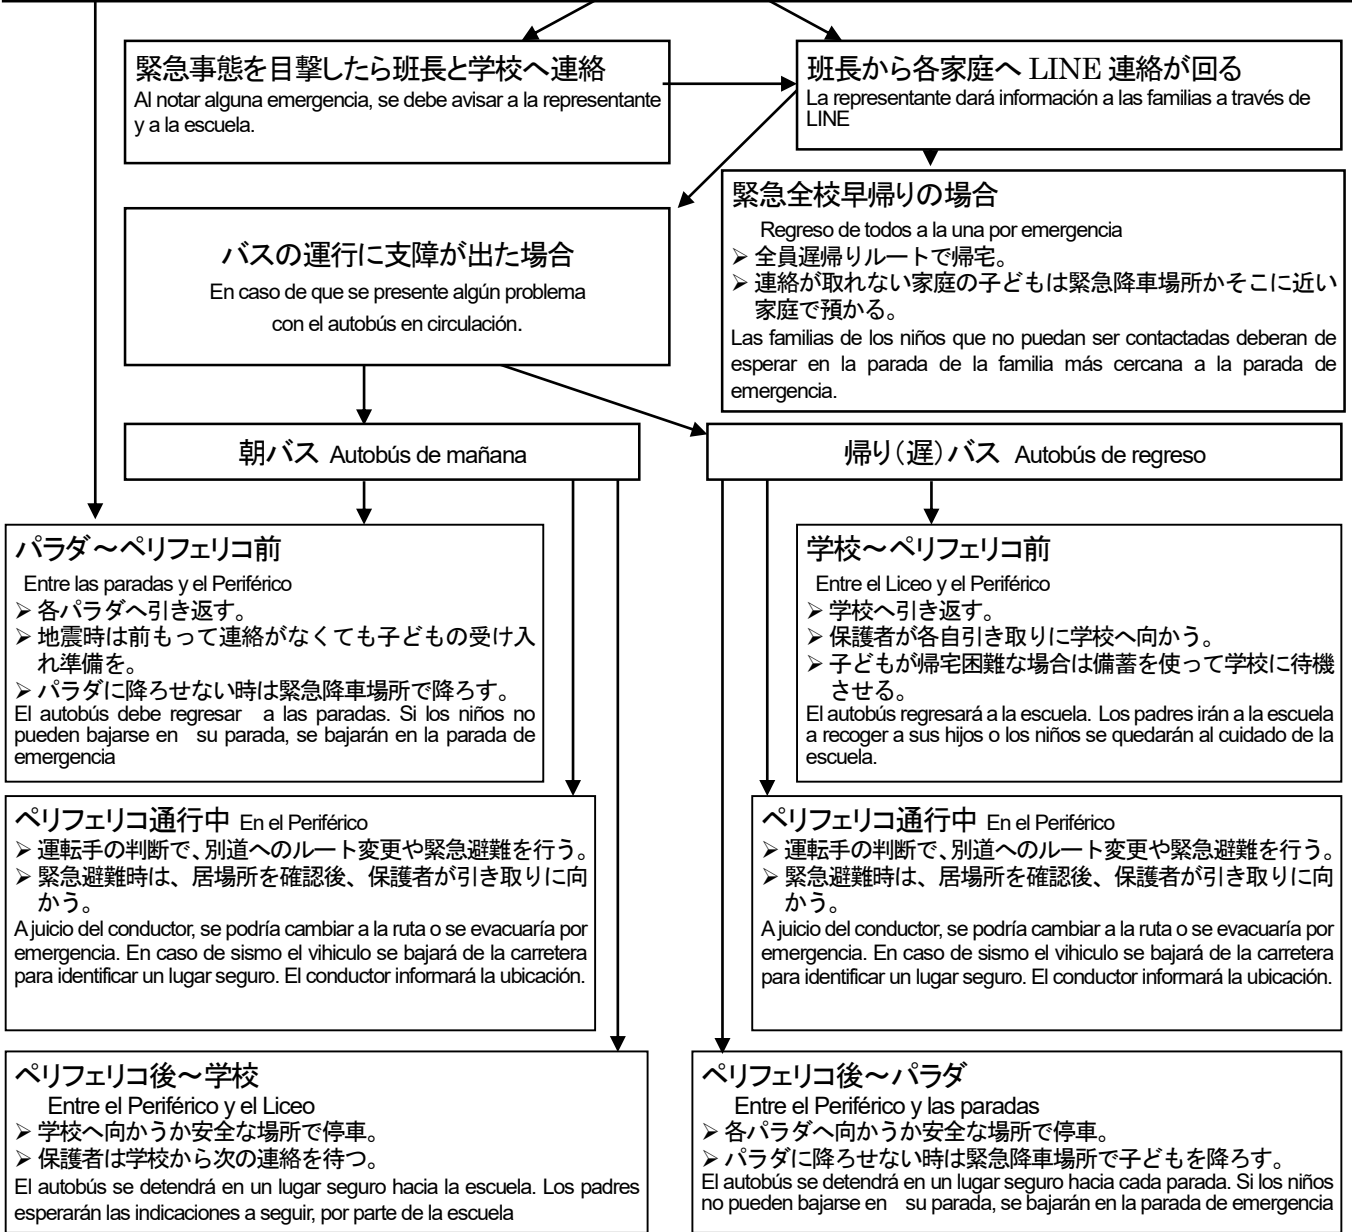 緊急事態を目撃したら班長と学校へ連絡
Al notar alguna emergencia, se debe avisar a la representante
y a la escuela.
班長から各家庭へ LINE 連絡が回る
La representante dará información a las familias a través de
LINE
緊急全校早帰りの場合
Regreso de todos a la una por emergencia
➢ 全員遅帰りルートで帰宅。
➢ 連絡が取れない家庭の子どもは緊急降車場所かそこに近い
家庭で預かる。
Las familias de los niños que no puedan ser contactadas deberan de
esperar en la parada de la familia más cercana a la parada de
emergencia.
バスの運行に支障が出た場合
En caso de que se presente algún problema
con el autobús en circulación.
朝バス Autobús de mañana
帰り（遅）バス Autobús de regreso
パラダ～ペリフェリコ前
Entre las paradas y el Periférico
➢ 各パラダへ引き返す。
➢ 地震時は前もって連絡がなくても子どもの受け入
れ準備を。
➢ パラダに降ろせない時は緊急降車場所で降ろす。
El autobús debe regresar a las paradas. Si los niños no
pueden bajarse en su parada, se bajarán en la parada de
emergencia
学校～ペリフェリコ前
Entre el Liceo y el Periférico
➢ 学校へ引き返す。
➢ 保護者が各自引き取りに学校へ向かう。
➢ 子どもが帰宅困難な場合は備蓄を使って学校に待機
させる。
El autobús regresará a la escuela. Los padres irán a la escuela
a recoger a sus hijos o los niños se quedarán al cuidado de la
escuela.
ペリフェリコ通行中 En el Periférico
➢ 運転手の判断で、別道へのルート変更や緊急避難を行う。
➢ 緊急避難時は、居場所を確認後、保護者が引き取りに向
かう。
A juicio del conductor, se podría cambiar a la ruta o se evacuaría por
emergencia. En caso de sismo el vihiculo se bajará de la carretera
para identificar un lugar seguro. El conductor informará la ubicación.
ペリフェリコ通行中 En el Periférico
➢ 運転手の判断で、別道へのルート変更や緊急避難を行う。
➢ 緊急避難時は、居場所を確認後、保護者が引き取りに向
かう。
A juicio del conductor, se podría cambiar a la ruta o se evacuaría por
emergencia. En caso de sismo el vihiculo se bajará de la carretera
para identificar un lugar seguro. El conductor informará la ubicación.
ペリフェリコ後～学校
Entre el Periférico y el Liceo
➢ 学校へ向かうか安全な場所で停車。
➢ 保護者は学校から次の連絡を待つ。
El autobús se detendrá en un lugar seguro hacia la escuela. Los padres
esperarán las indicaciones a seguir, por parte de la escuela
ペリフェリコ後～パラダ
Entre el Periférico y las paradas
➢ 各パラダへ向かうか安全な場所で停車。
➢ パラダに降ろせない時は緊急降車場所で子どもを降ろす。
El autobús se detendrá en un lugar seguro hacia cada parada. Si los niños
no pueden bajarse en su parada, se bajarán en la parada de emergencia